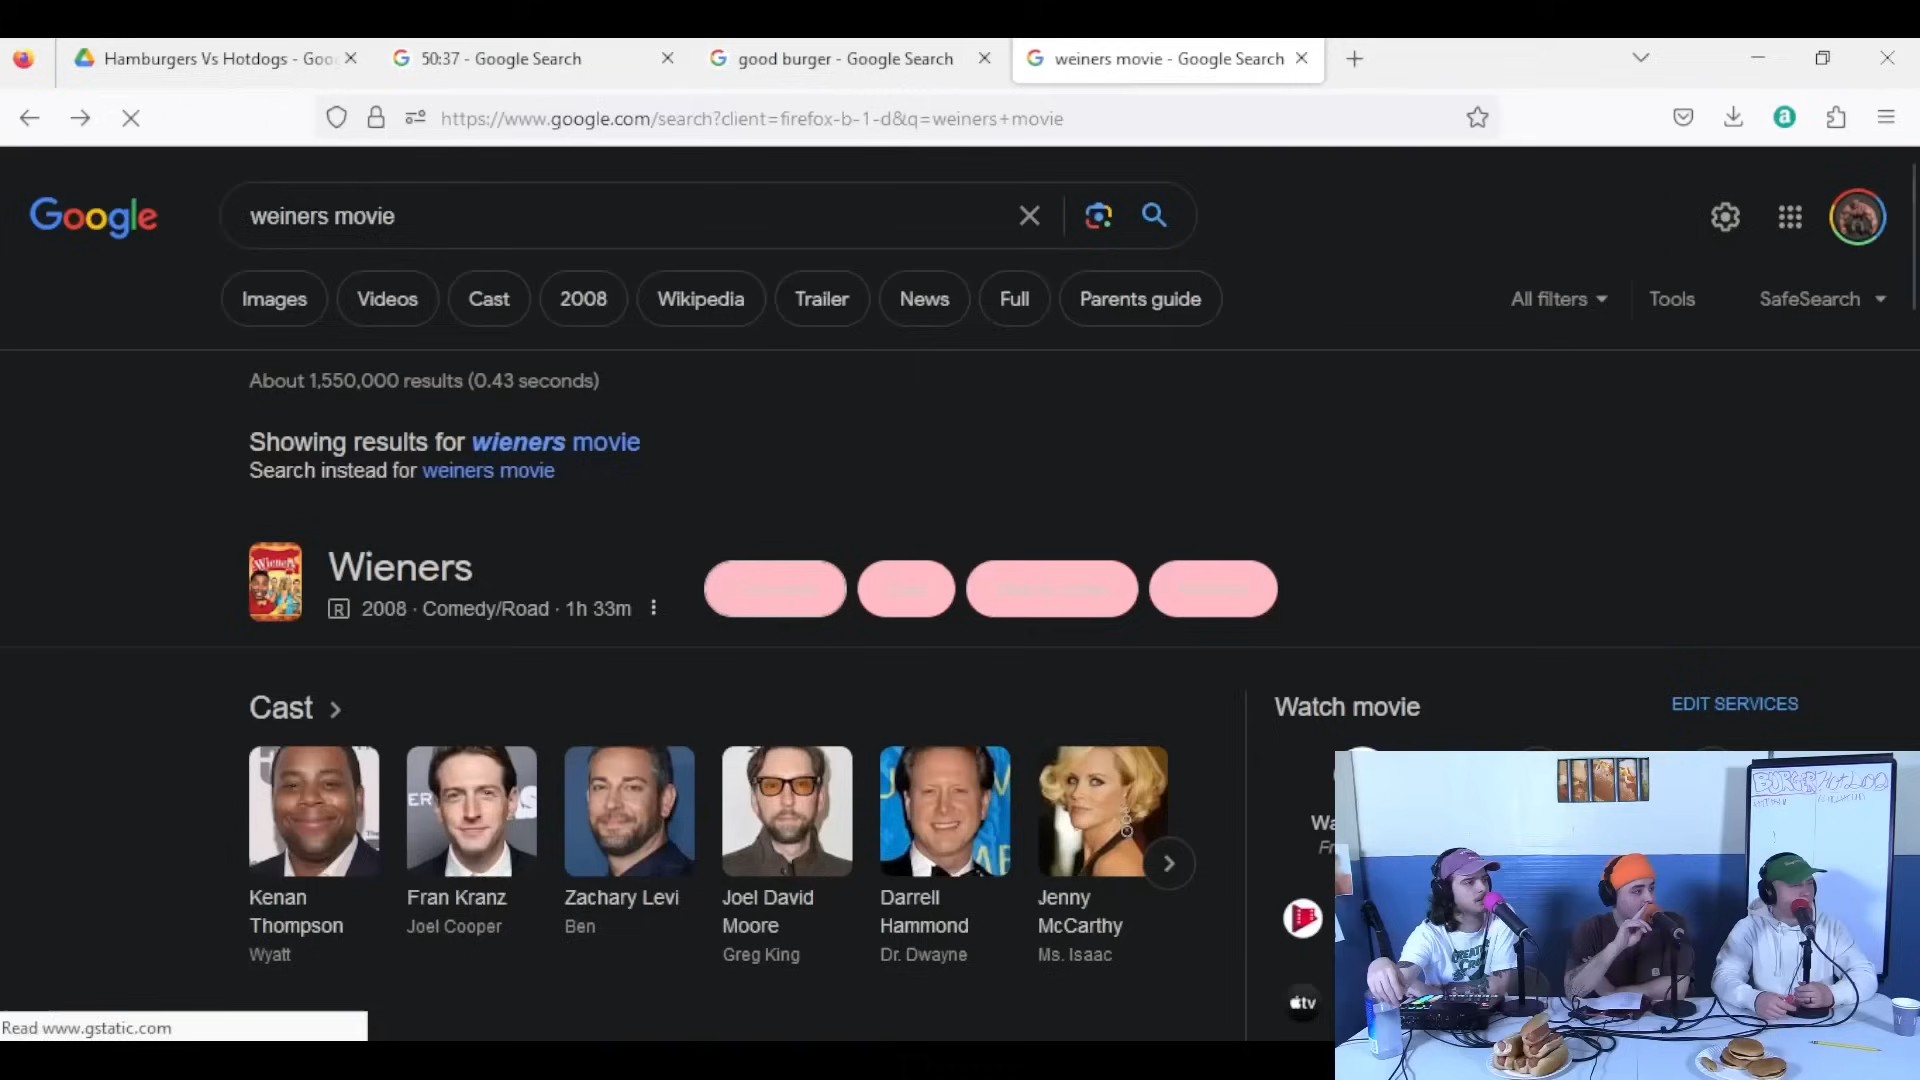 Hamburgers Vs Hotdogs - Goo
50:37 - Google Search
good burger - Google Search
weiners movie - Google Search
https://www.google.com/search?client=firefox-b-1-d&q=weiners+movie
Google
weiners movie
Images
Videos
Cast
2008
Wikipedia
Trailer
News
Full
Parents guide
All filters
Tools
SafeSearch
About 1,550,000 results (0.43 seconds)
Showing results for wieners movie
Search instead for weiners movie
Wieners
Wieners
R 2008 · Comedy/Road · 1h 33m
Cast
Watch movie
EDIT SERVICES
Kenan
Thompson
Wyatt
Fran Kranz
Joel Cooper
Zachary Levi
Ben
Joel David
Moore
Greg King
Darrell
Hammond
Dr. Dwayne
Jenny
McCarthy
Ms. Isaac
tv
Read www.gstatic.com
BURGER HOTDOG